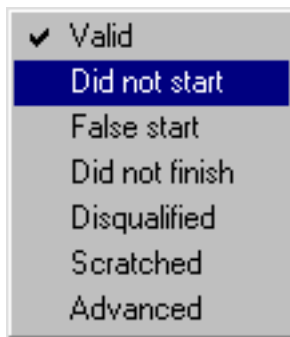 Valid
Did not start
False start
Did not finish
Disqualified
Scratched
Advanced